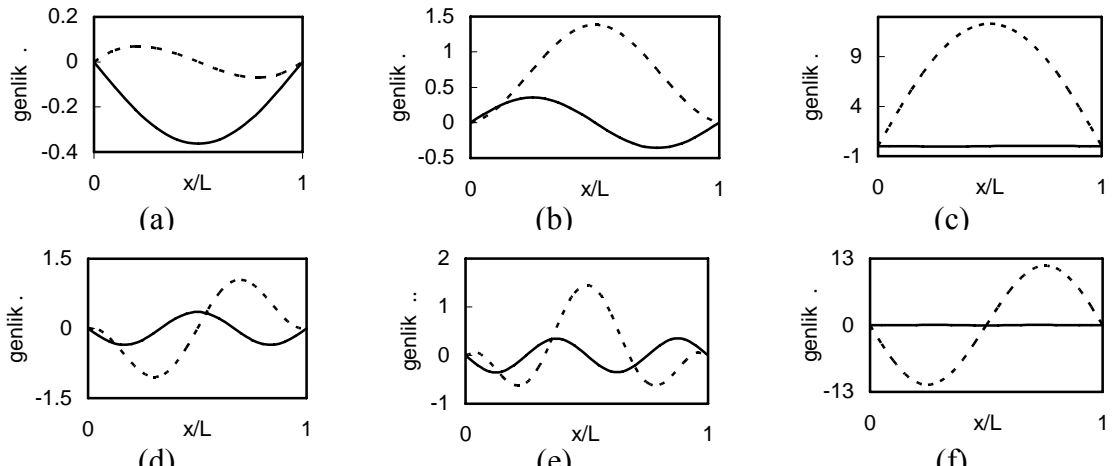 0.2
0
-0.2
-0.4
genlik .
0
x/L
1
(a)
1.5
1
0.5
0
-0.5
genlik .
0
x/L
1
(b)
9
4
-1
genlik .
0
x/L
1
(c)
1.5
0
-1.5
genlik .
0
x/L
1
(d)
2
1
0
-1
genlik ..
0
x/L
1
(e)
13
0
-13
genlik .
0
x/L
1
(f)